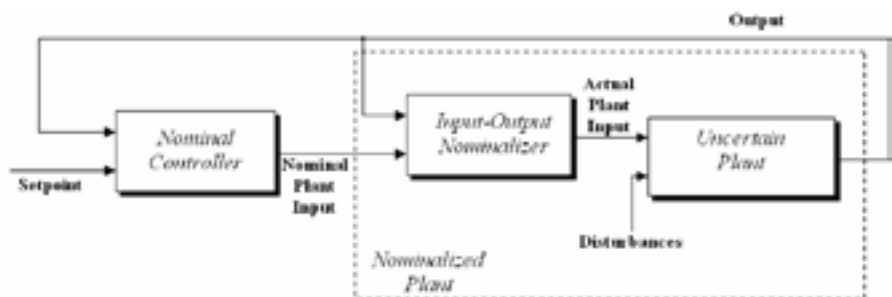 Output
Actual
Plant
Input
Nominal
Controller
Input-Output
Nominalizer
Uncertain
Plant
Setpoint
Nominal
Plant
Input
Disturbances
Nominalized
Plant